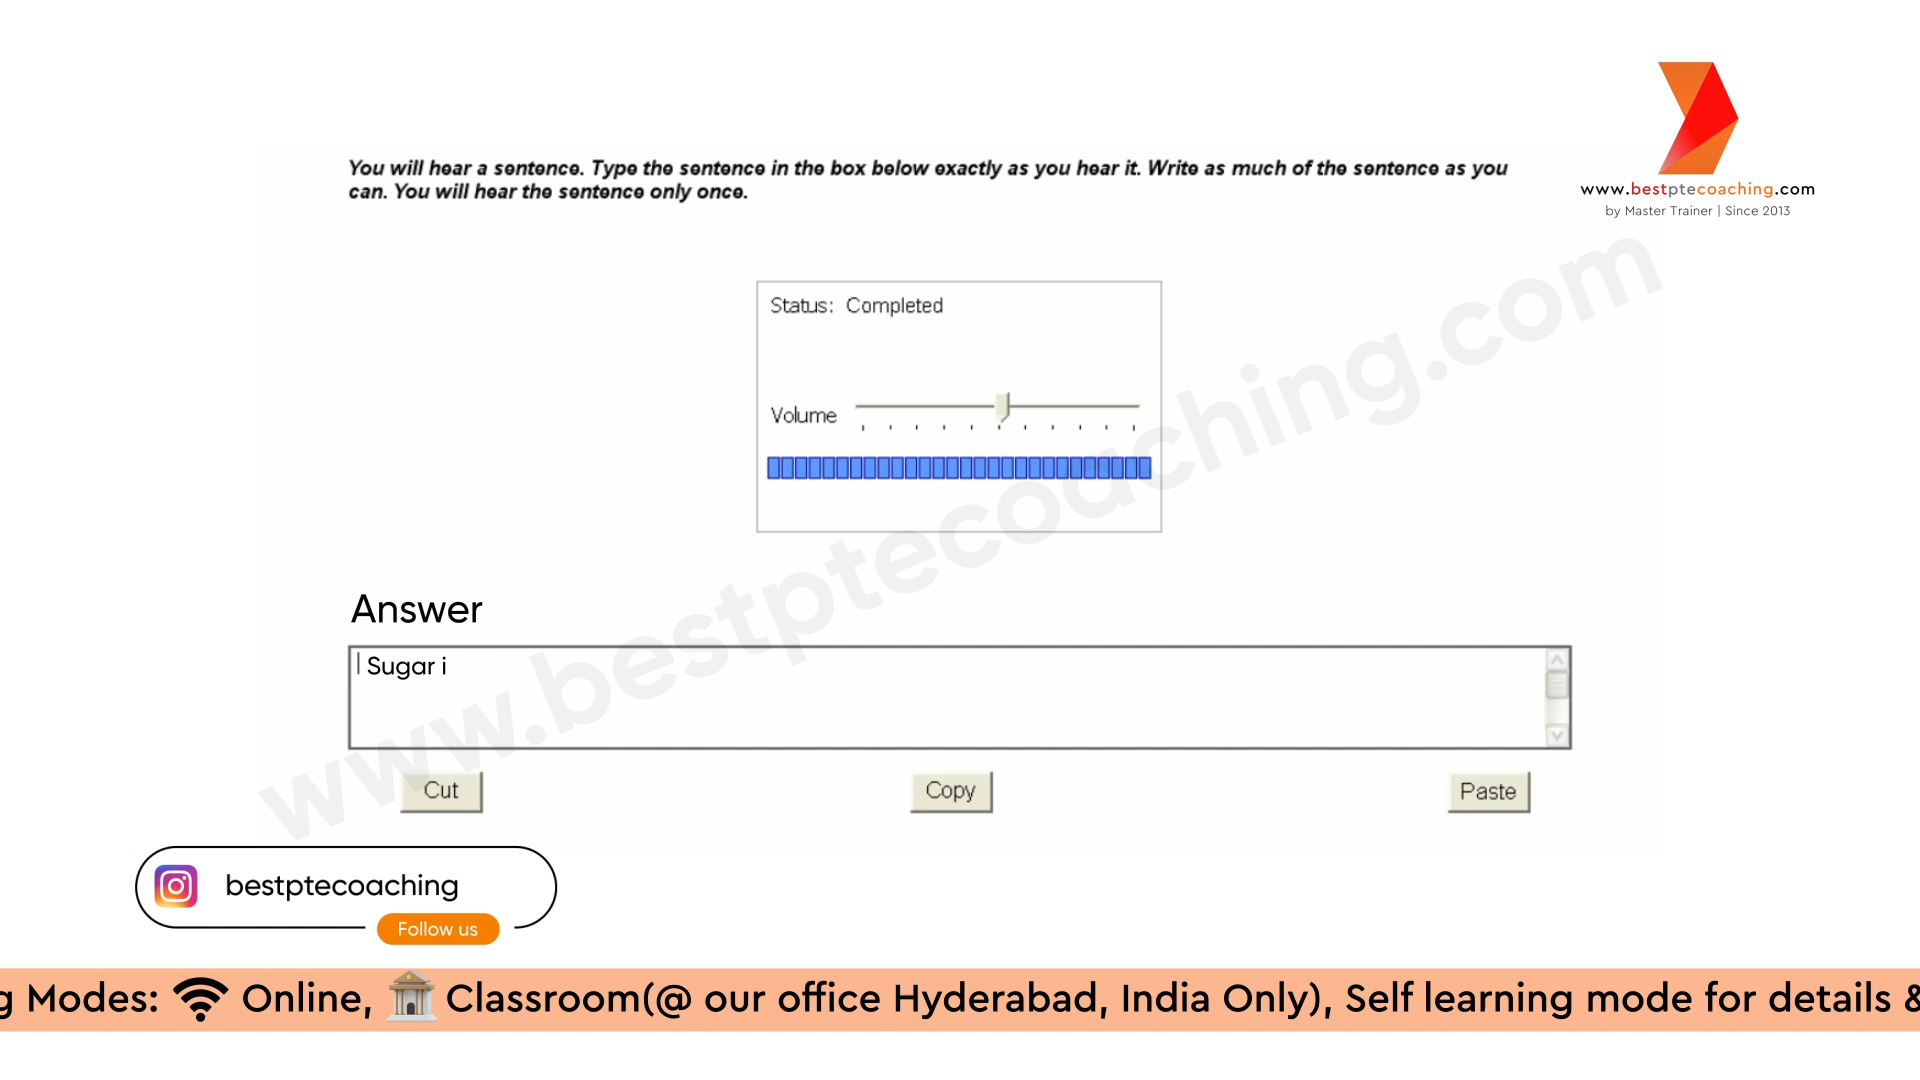 www.bestptecoaching.com
by Master Trainer | Since 2013
You will hear a sentence. Type the sentence in the box below exactly as you hear it. Write as much of the sentence as you
can. You will hear the sentence only once.
Status: Completed
Volume
www.bestptecoaching.com
Answer
Sugar i
Cut
Copy
Paste
bestptecoaching
Follow us
g Modes: Online, Classroom(@ our office Hyderabad, India Only), Self learning mode for details &